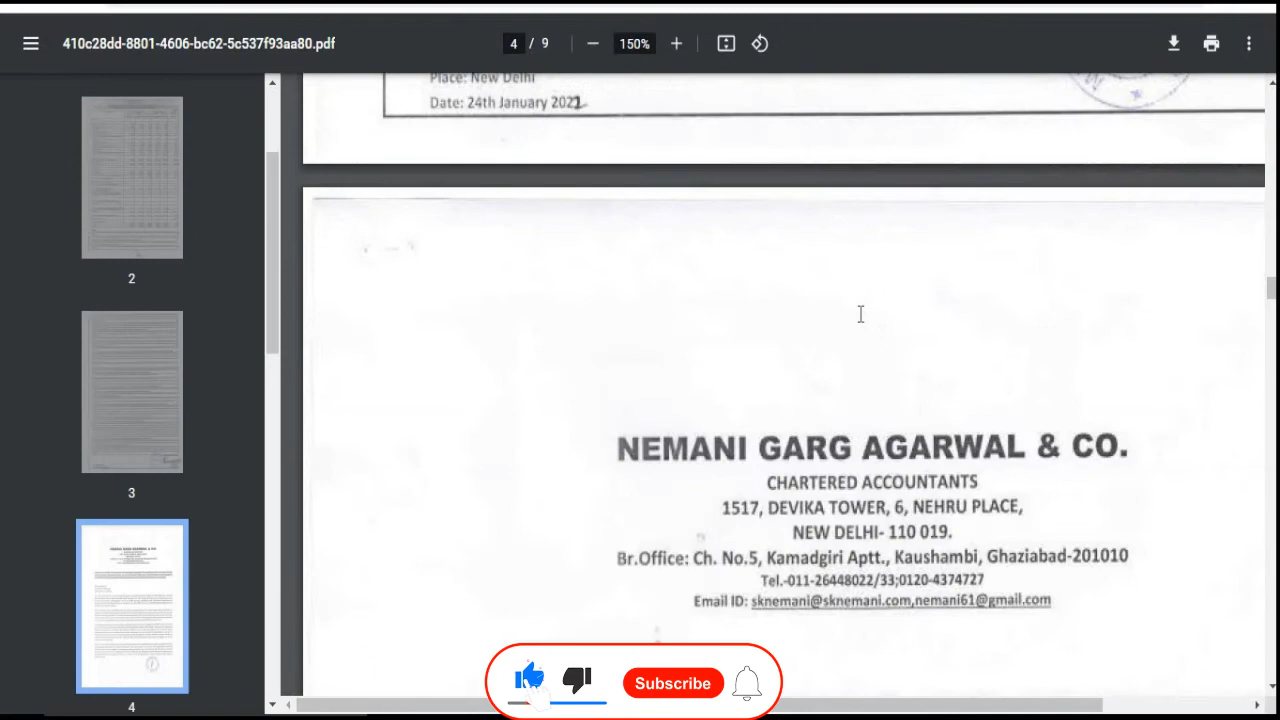 410c28dd-8801-4606-bc62-5c537f93aa80.pdf
4 / 9
150%
Place: New Delhi
Date: 24th January 2022
2
3
4
NEMANI GARG AGARWAL & CO.
CHARTERED ACCOUNTANTS
1517, DEVIKA TOWER, 6, NEHRU PLACE,
NEW DELHI- 110 019.
Br.Office: Ch. No.5, Kamadgiri Aptt., Kaushambi, Ghaziabad-201010
Tel.-011-26448022/33;0120-4374727
Email ID: sknemani@sknemani.com,nemani61@gmail.com
Subscribe